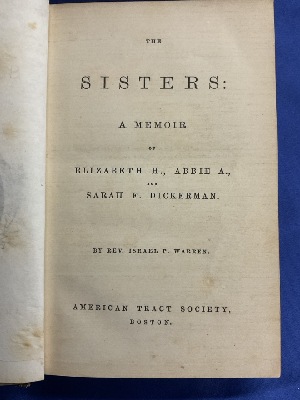 THE
SISTERS:
A MEMOIR
OF
ELIZABETH H., ABBIE A.,
AND
SARAH F. DICKERMAN.
BY REV. ISRAEL P. WARREN.
AMERICAN TRACT SOCIETY,
BOSTON.